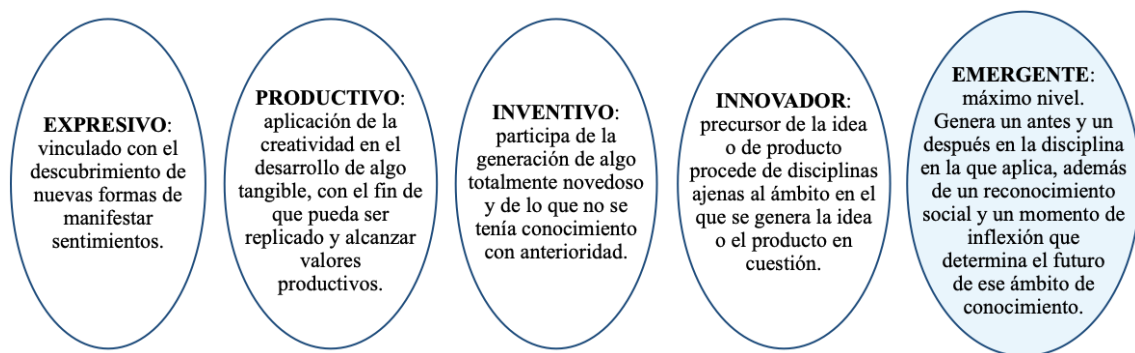 EXPRESIVO:
vinculado con el
descubrimiento de
nuevas formas de
manifestar
sentimientos.
PRODUCTIVO:
aplicación de la
creatividad en el
desarrollo de algo
tangible, con el fin de
que pueda ser
replicado y alcanzar
valores
productivos.
INVENTIVO:
participa de la
generación de algo
totalmente novedoso
y de lo que no se
tenía conocimiento
con anterioridad.
INNOVADOR:
precursor de la idea
o de producto
procede de disciplinas
ajenas al ámbito en el
que se genera la idea
o el producto en
cuestión.
EMERGENTE:
máximo nivel.
Genera un antes y un
después en la disciplina
en la que aplica, además
de un reconocimiento
social y un momento de
inflexión que
determina el futuro
de ese ámbito de
conocimiento.